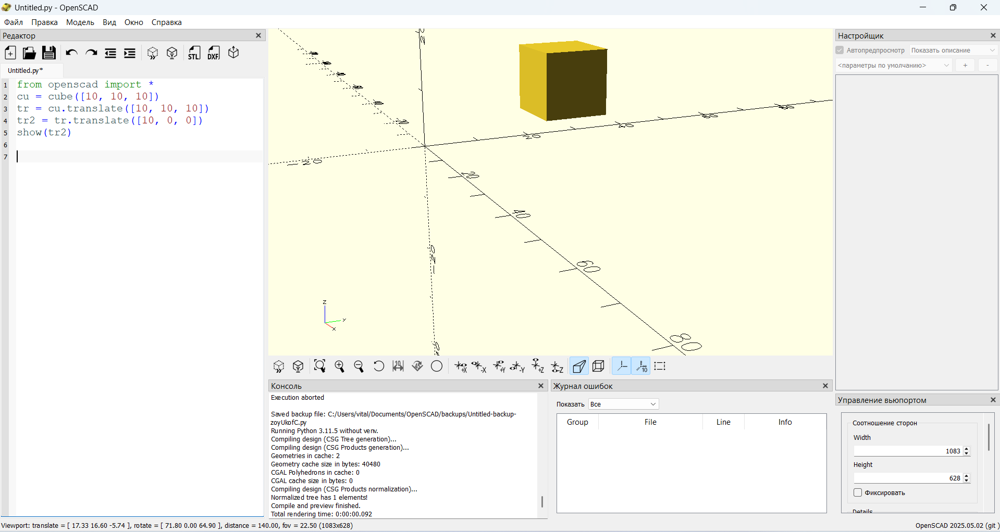 Untitled.py - OpenSCAD
Файл Правка Модель Вид Окно Справка
Редактор
STL DXF
Untitled.py*
1 from openscad import *
2 cu = cube([10, 10, 10])
3 tr = cu.translate([10, 10, 10])
4 tr2 = tr.translate([10, 0, 0])
5 show(tr2)
6
7
20
40
20
40
60
80
-20
Z
Y
X
10 45 +X -X +Y -Y +Z -Z 10
Консоль
Execution aborted
Saved backup file: C:/Users/vital/Documents/OpenSCAD/backups/Untitled-backup-
zoyUkofC.py
Running Python 3.11.5 without venv.
Compiling design (CSG Tree generation)...
Compiling design (CSG Products generation)...
Geometries in cache: 2
Geometry cache size in bytes: 40480
CGAL Polyhedrons in cache: 0
CGAL cache size in bytes: 0
Compiling design (CSG Products normalization)...
Normalized tree has 1 elements!
Compile and preview finished.
Total rendering time: 0:00:00.092
Журнал ошибок
Показать Все
Group File Line Info
Настройщик
Автопредпросмотр Показать описание
<параметры по умолчанию> + -
Управление вьюпортом
Соотношение сторон
Width
1083
Height
628
Фиксировать
Details
Viewport: translate = [ 17.33 16.60 -5.74 ], rotate = [ 71.80 0.00 64.90 ], distance = 140.00, fov = 22.50 (1083x628)
OpenSCAD 2025.05.02 (git )